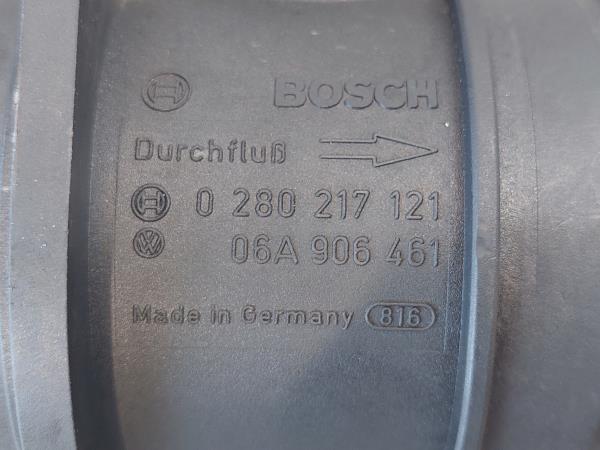 BOSCH
Durchfluß
0 280 217 121
06A 906 461
Made in Germany 816